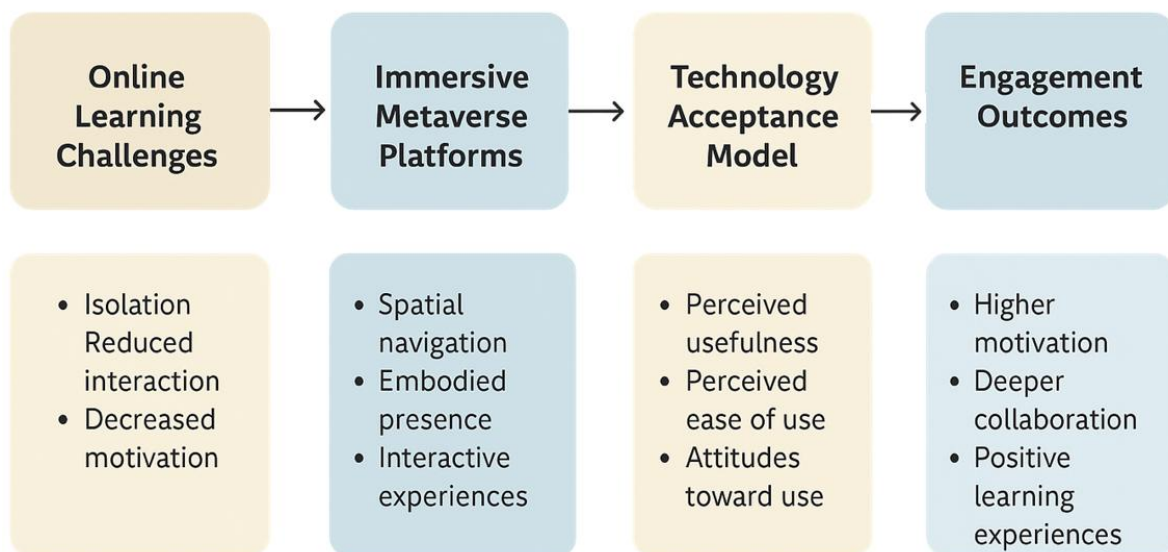 Online
Learning
Challenges
Immersive
Metaverse
Platforms
Technology
Acceptance
Model
Engagement
Outcomes
• Isolation
Reduced
interaction
• Decreased
motivation
• Spatial
navigation
• Embodied
presence
• Interactive
experiences
• Perceived
usefulness
• Perceived
ease of use
• Attitudes
toward use
• Higher
motivation
• Deeper
collaboration
• Positive
learning
experiences